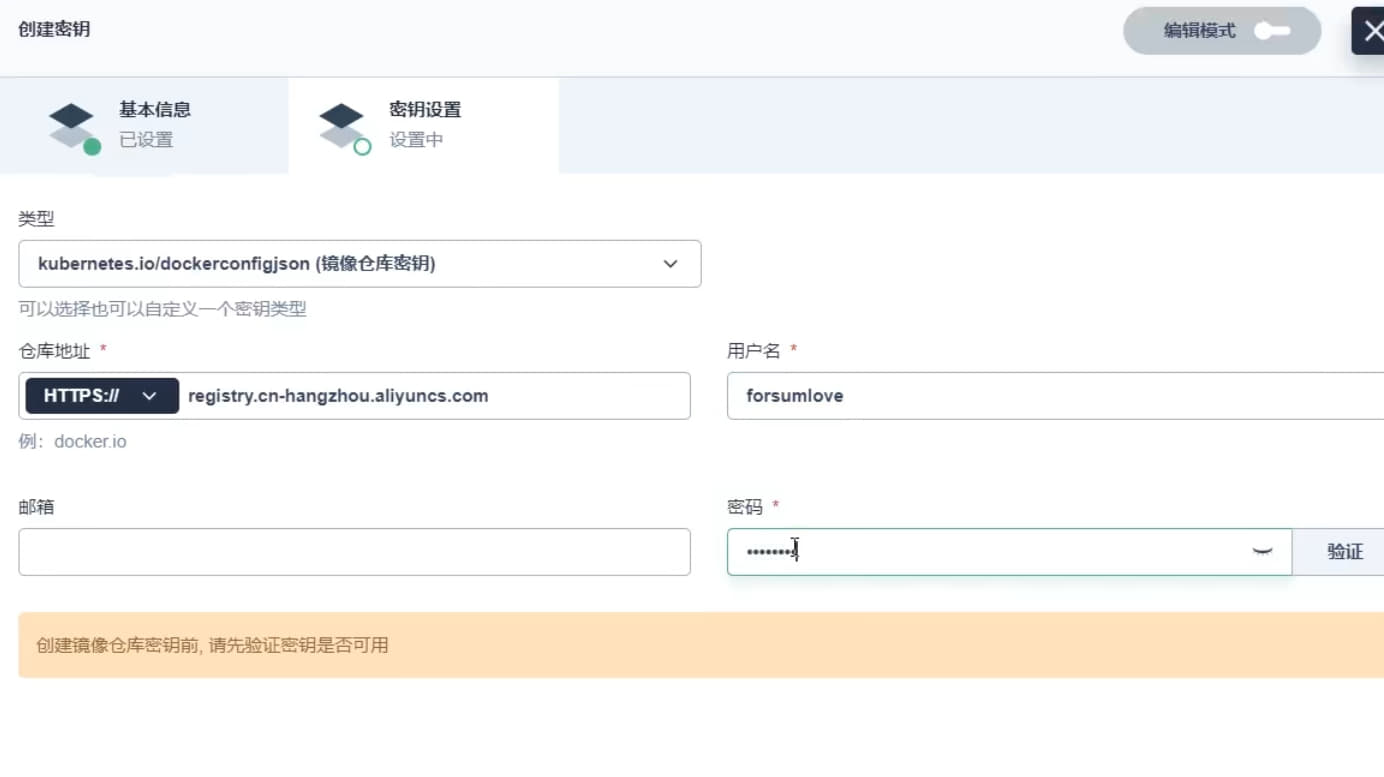 创建密钥
编辑模式
基本信息
已设置
密钥设置
设置中
类型
kubernetes.io/dockerconfigjson (镜像仓库密钥)
可以选择也可以自定义一个密钥类型
仓库地址 *
用户名 *
HTTPS:// registry.cn-hangzhou.aliyuncs.com
forsumlove
例：docker.io
邮箱
密码 *
验证
创建镜像仓库密钥前, 请先验证密钥是否可用